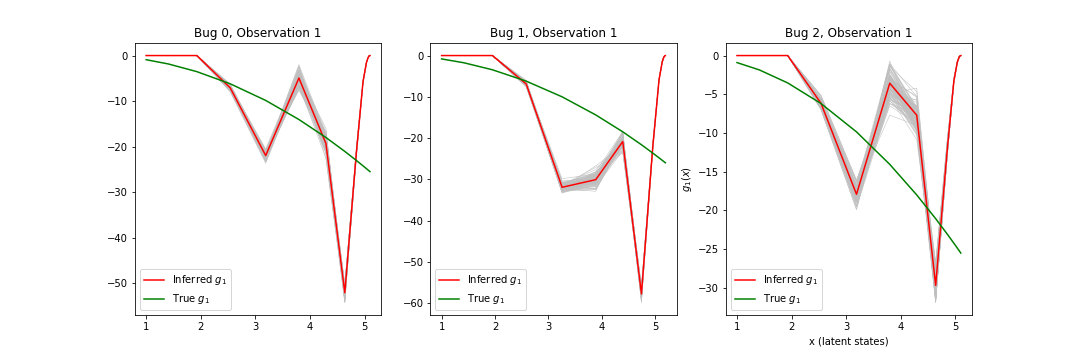 Bug 0, Observation 1
0
−10
−20
−30
−40
−50
1 2 3 4 5
Inferred g₁
True g₁
Bug 1, Observation 1
0
−10
−20
−30
−40
−50
−60
1 2 3 4 5
Inferred g₁
True g₁
Bug 2, Observation 1
g₁(x)
0
−5
−10
−15
−20
−25
−30
1 2 3 4 5
x (latent states)
Inferred g₁
True g₁